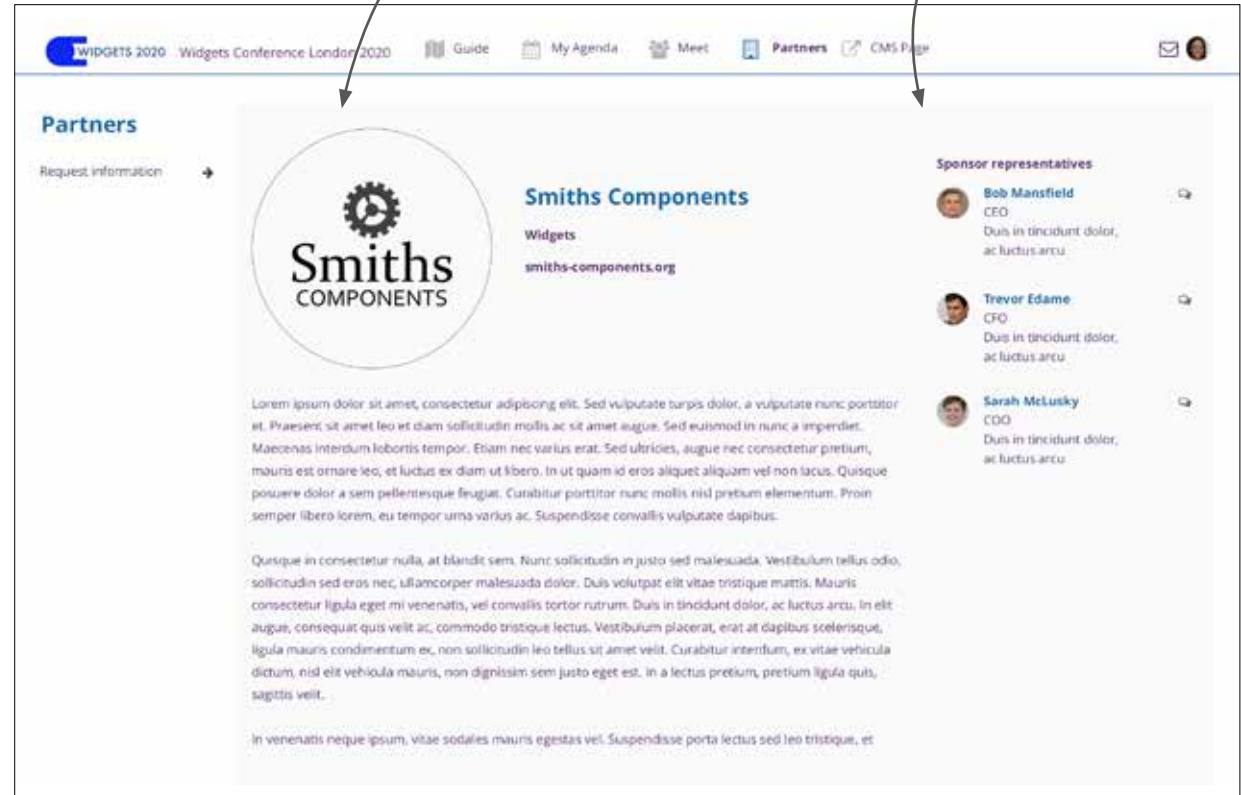 WIDGETS 2020 Widgets Conference London 2020 Guide My Agenda Meet Partners CMS Page
Partners
Request information
Smiths
COMPONENTS
Smiths Components
Widgets
smiths-components.org
Lorem ipsum dolor sit amet, consectetur adipiscing elit. Sed vulputate turpis dolor, a vulputate nunc porttitor
et. Praesent sit amet leo et diam sollicitudin mollis ac sit amet augue. Sed euismod in nunc a imperdiet.
Maecenas interdum lobortis tempor. Etiam nec varius erat. Sed ultricies, augue nec consectetur pretium,
mauris est ornare leo, et luctus ex diam ut libero. In ut quam id eros aliquet aliquam vel non lacus. Quisque
posuere dolor a sem pellentesque feugiat. Curabitur porttitor nunc mollis nisl pretium elementum. Proin
semper libero lorem, eu tempor urna varius ac. Suspendisse convallis vulputate dapibus.
Quisque in consectetur nulla, at blandit sem. Nunc sollicitudin in justo sed malesuada. Vestibulum tellus odio,
sollicitudin sed eros nec, ullamcorper malesuada dolor. Duis volutpat elit vitae tristique mattis. Mauris
consectetur ligula eget mi venenatis, vel convallis tortor rutrum. Duis in tincidunt dolor, ac luctus arcu. In elit
augue, consequat quis velit ac, commodo tristique lectus. Vestibulum placerat, erat at dapibus scelerisque,
ligula mauris condimentum ex, non sollicitudin leo tellus sit amet velit. Curabitur interdum, ex vitae vehicula
dictum, nisl elit vehicula mauris, non dignissim sem justo eget est. In a lectus pretium, pretium ligula quis,
sagittis velit.
In venenatis neque ipsum, vitae sodales mauris egestas vel. Suspendisse porta lectus sed leo tristique, et
Sponsor representatives
Bob Mansfield
CEO
Duis in tincidunt dolor,
ac luctus arcu
Trevor Edame
CFO
Duis in tincidunt dolor,
ac luctus arcu
Sarah McLusky
COO
Duis in tincidunt dolor,
ac luctus arcu